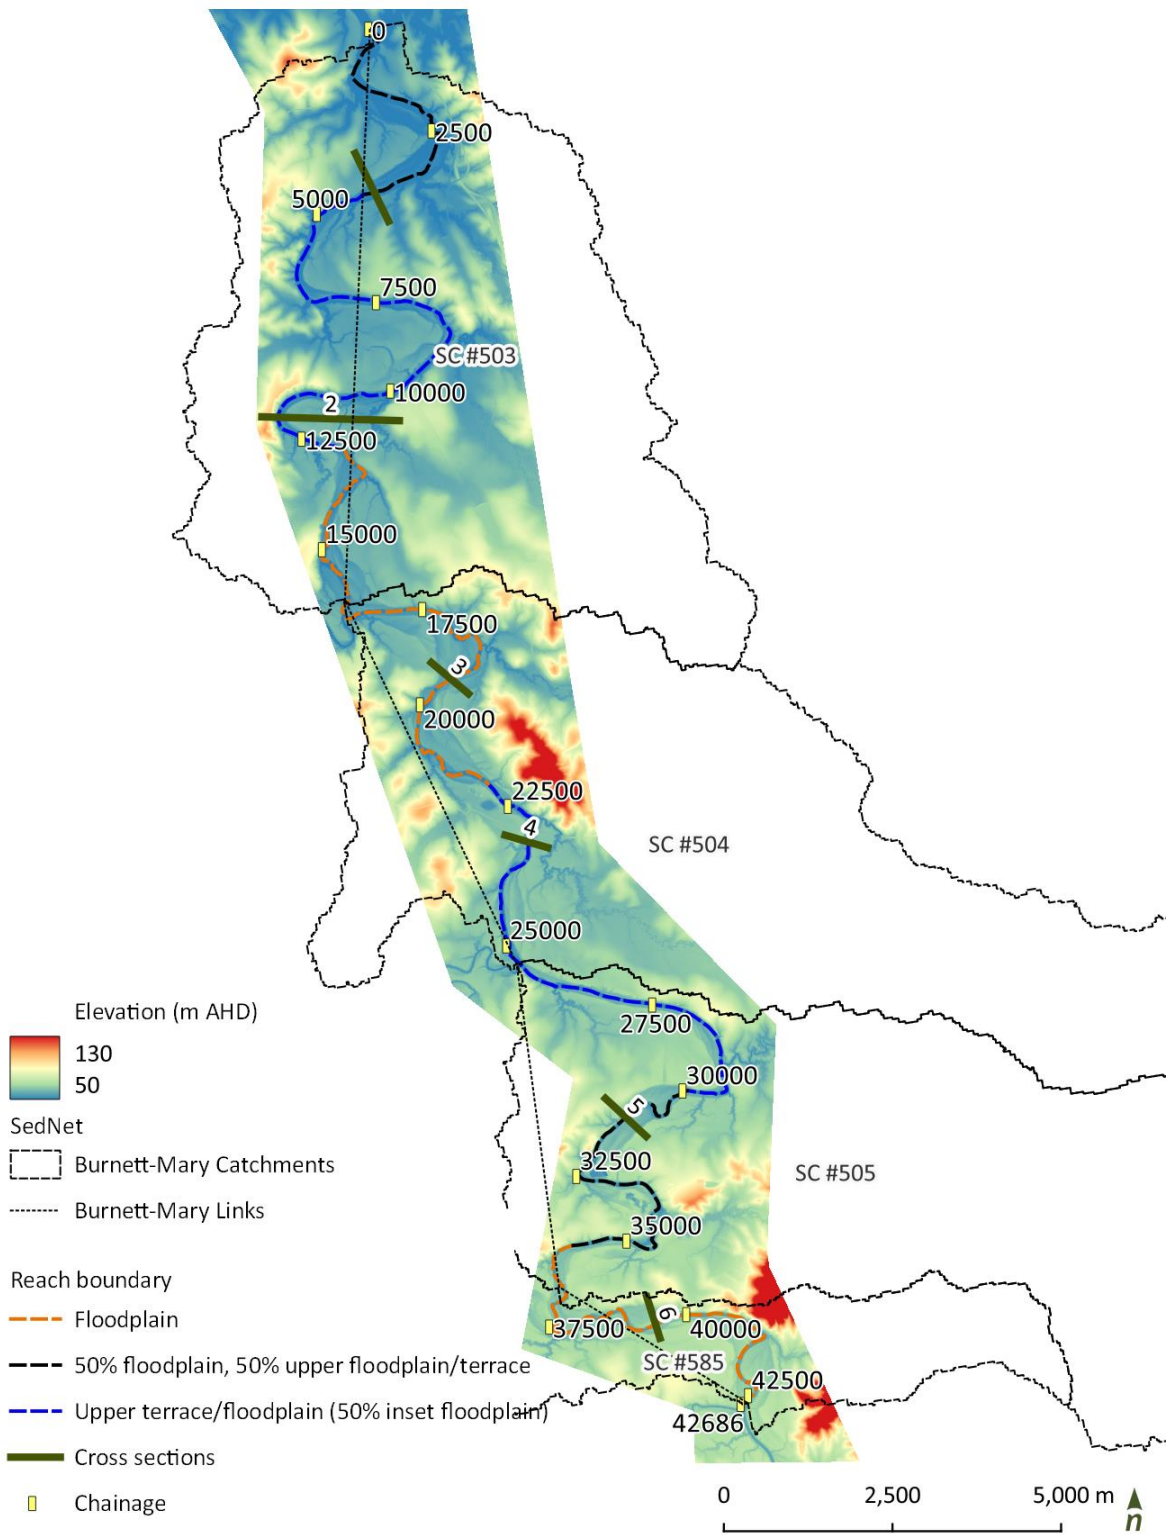 0
2500
5000
7500
SC #503
10000
2
12500
15000
17500
3
20000
22500
4
SC #504
25000
27500
30000
5
32500
SC #505
35000
6
37500
40000
SC #585
42500
42686
Elevation (m AHD)
130
50
SedNet
Burnett-Mary Catchments
Burnett-Mary Links
Reach boundary
Floodplain
50% floodplain, 50% upper floodplain/terrace
Upper terrace/floodplain (50% inset floodplain)
Cross sections
Chainage
0 2,500 5,000 m
n